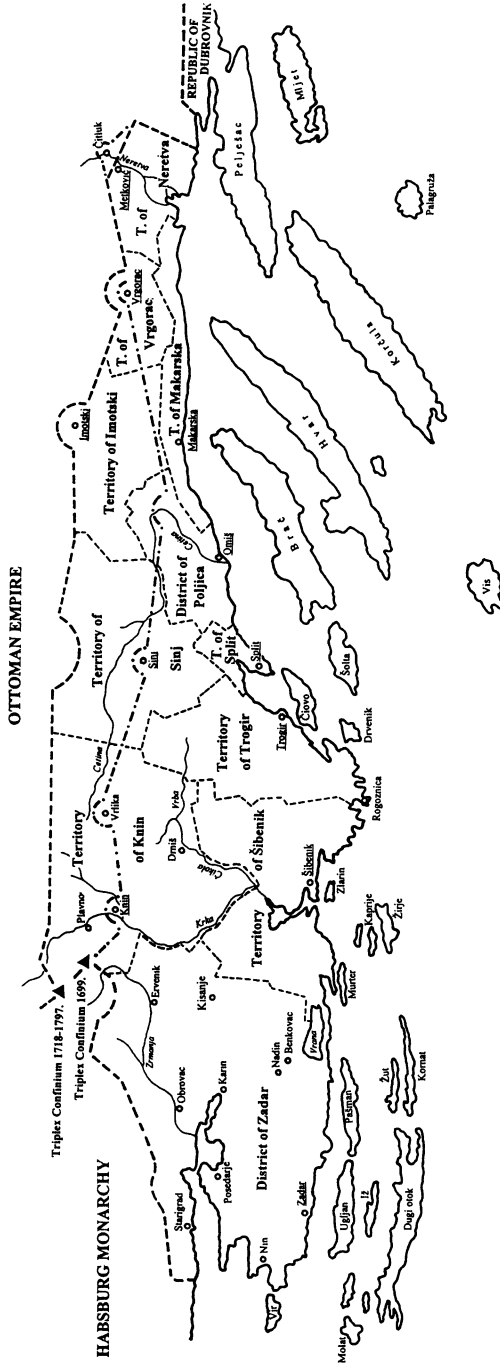 OTTOMAN EMPIRE
HABSBURG MONARCHY
REPUBLIC OF
DUBROVNIK
Triplex Confinium 1718-1797.
Triplex Confinium 1699.
Starigrad
Obrovac
Zrmanja
Ervenik
Plavno
Knin
Territory
of Knin
Vrlika
Cetina
Territory of
Sinj
Sinj
Territory of Imotski
Imotski
T. of
Vrgorac
Vrgorac
T. of
Neretva
Metković
Neretva
Čitluk
Posedarje
Karin
Kistanje
Krka
Drniš
Čikola
Vrba
Nin
Vir
District of Zadar
Zadar
Nadin
Benkovac
Vrana
Territory
of Šibenik
Šibenik
Zlarin
Territory
of Trogir
Trogir
Čiovo
T. of
Split
Split
District of
Poljica
Cetina
Omiš
T. of Makarska
Makarska
Molat
Ugljan
Iž
Dugi otok
Pašman
Žut
Kornat
Murter
Kaprije
Žirje
Rogoznica
Drvenik
Šolta
Brač
Hvar
Vis
Korčula
Pelješac
Mljet
Palagruža